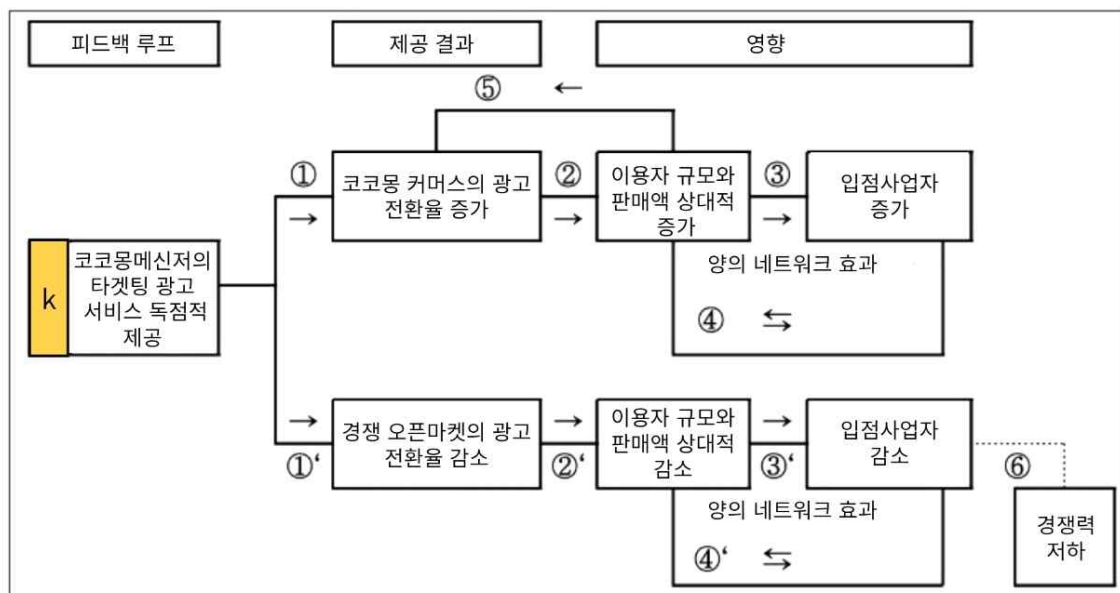 피드백 루프
제공 결과
영향
⑤ ←
①
→
코코몽 커머스의 광고
전환율 증가
②
→
이용자 규모와
판매액 상대적
증가
③
→
입점사업자
증가
양의 네트워크 효과
④ ⇆
k
코코몽메신저의
타겟팅 광고
서비스 독점적
제공
→
①‘
경쟁 오픈마켓의 광고
전환율 감소
→
②‘
이용자 규모와
판매액 상대적
감소
→
③‘
입점사업자
감소
⑥
양의 네트워크 효과
④‘ ⇆
경쟁력
저하